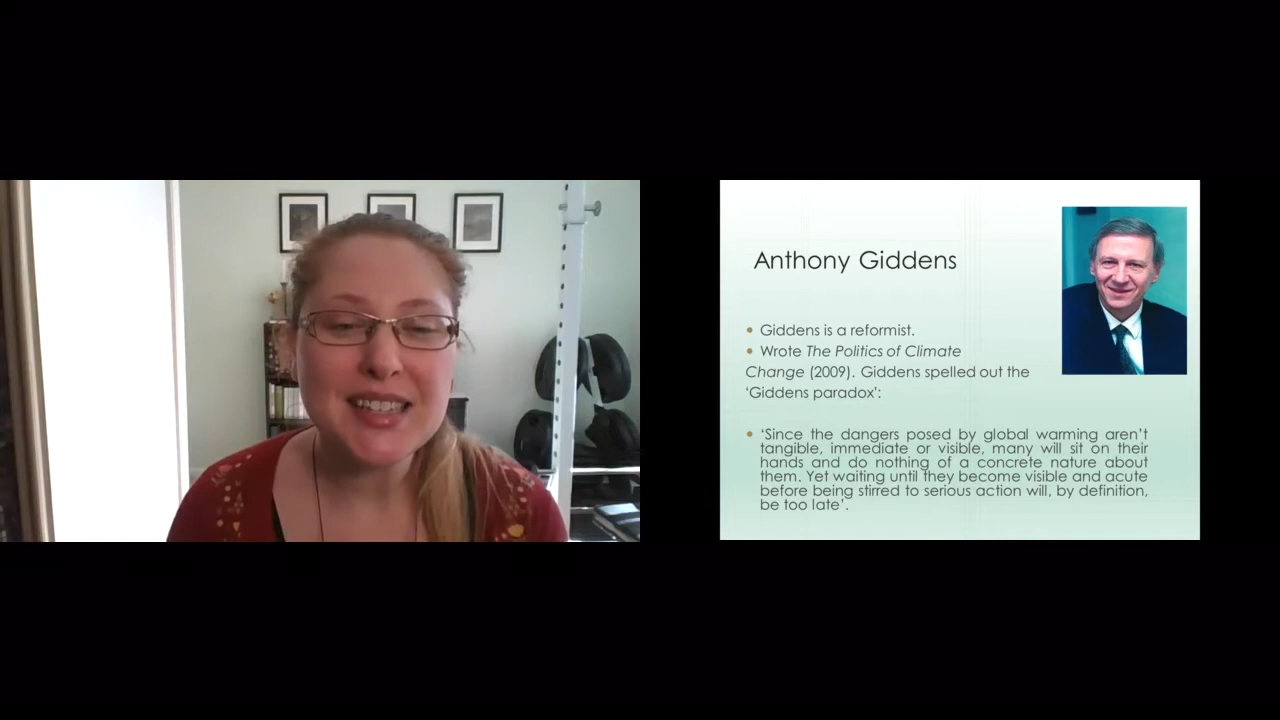 Anthony Giddens
• Giddens is a reformist.
• Wrote The Politics of Climate
Change (2009). Giddens spelled out the
‘Giddens paradox’:
• ‘Since the dangers posed by global warming aren’t
tangible, immediate or visible, many will sit on their
hands and do nothing of a concrete nature about
them. Yet waiting until they become visible and acute
before being stirred to serious action will, by definition,
be too late’.